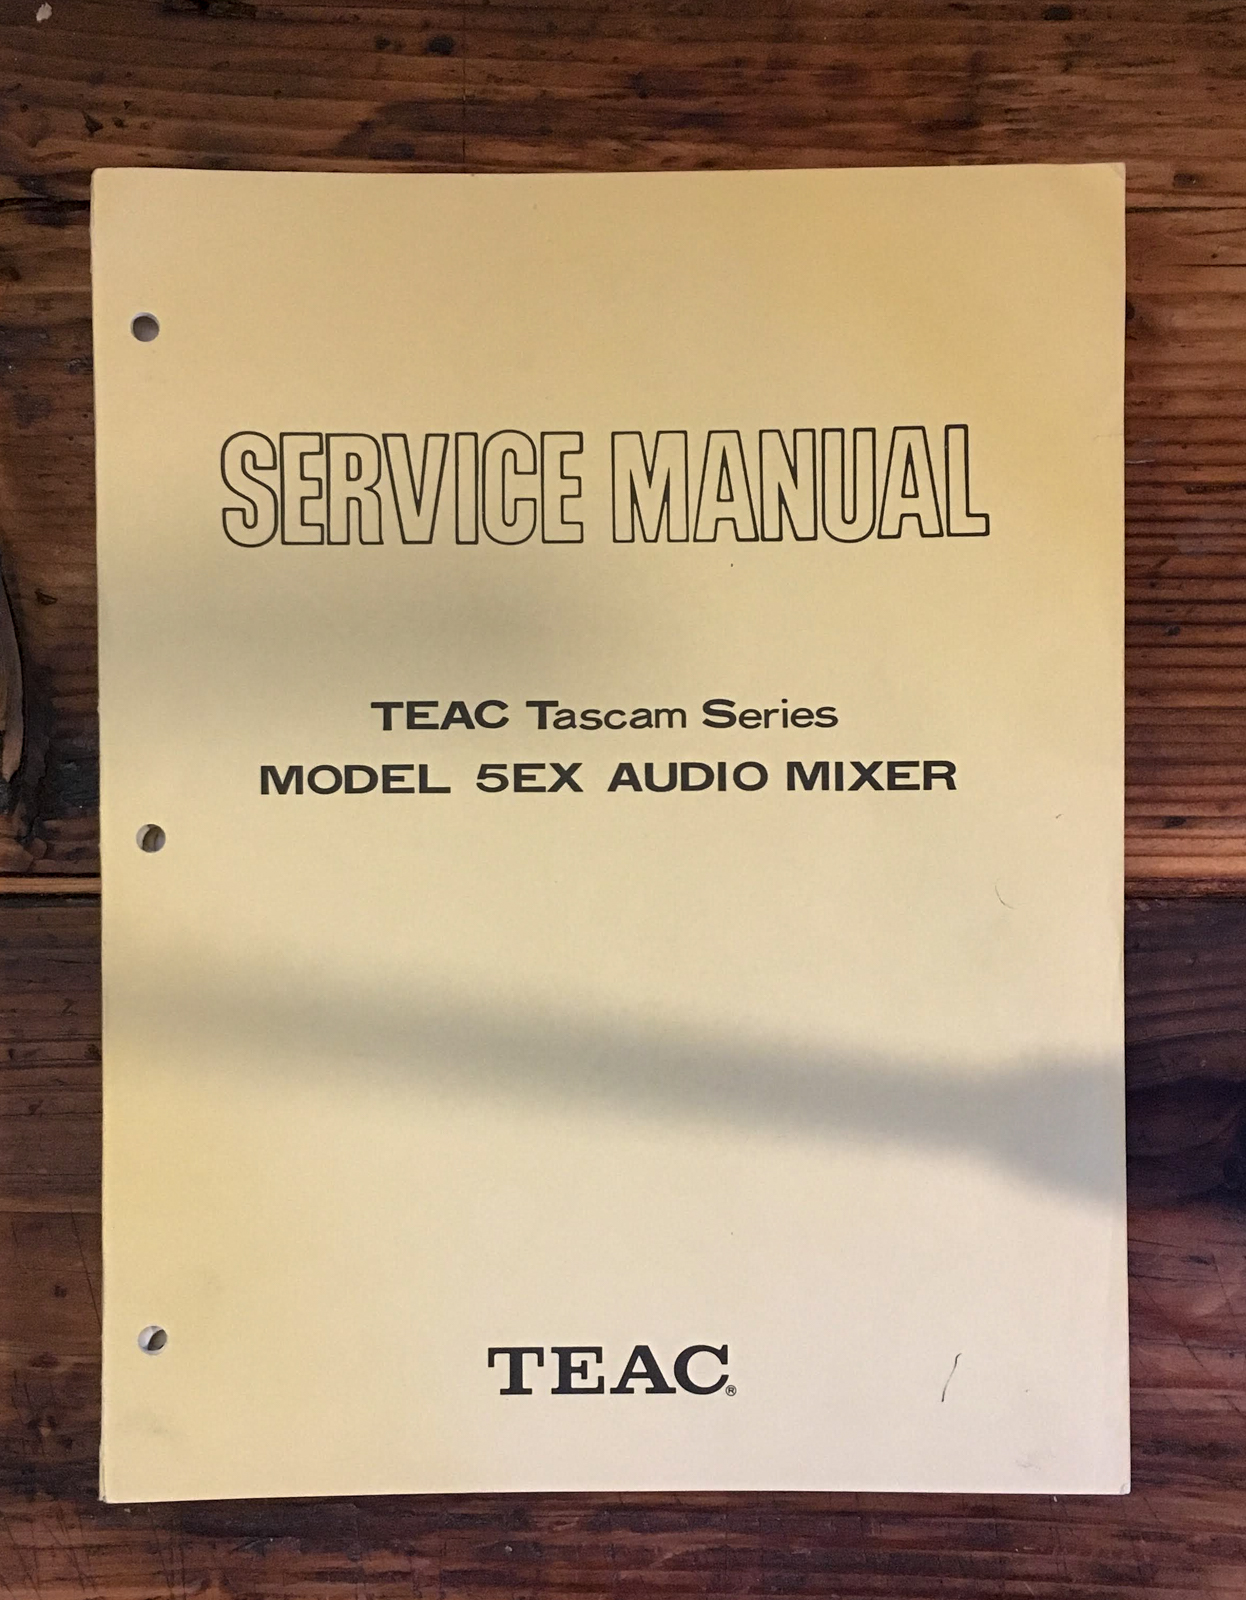 SERVICE MANUAL
TEAC Tascam Series
MODEL 5EX AUDIO MIXER
TEAC®